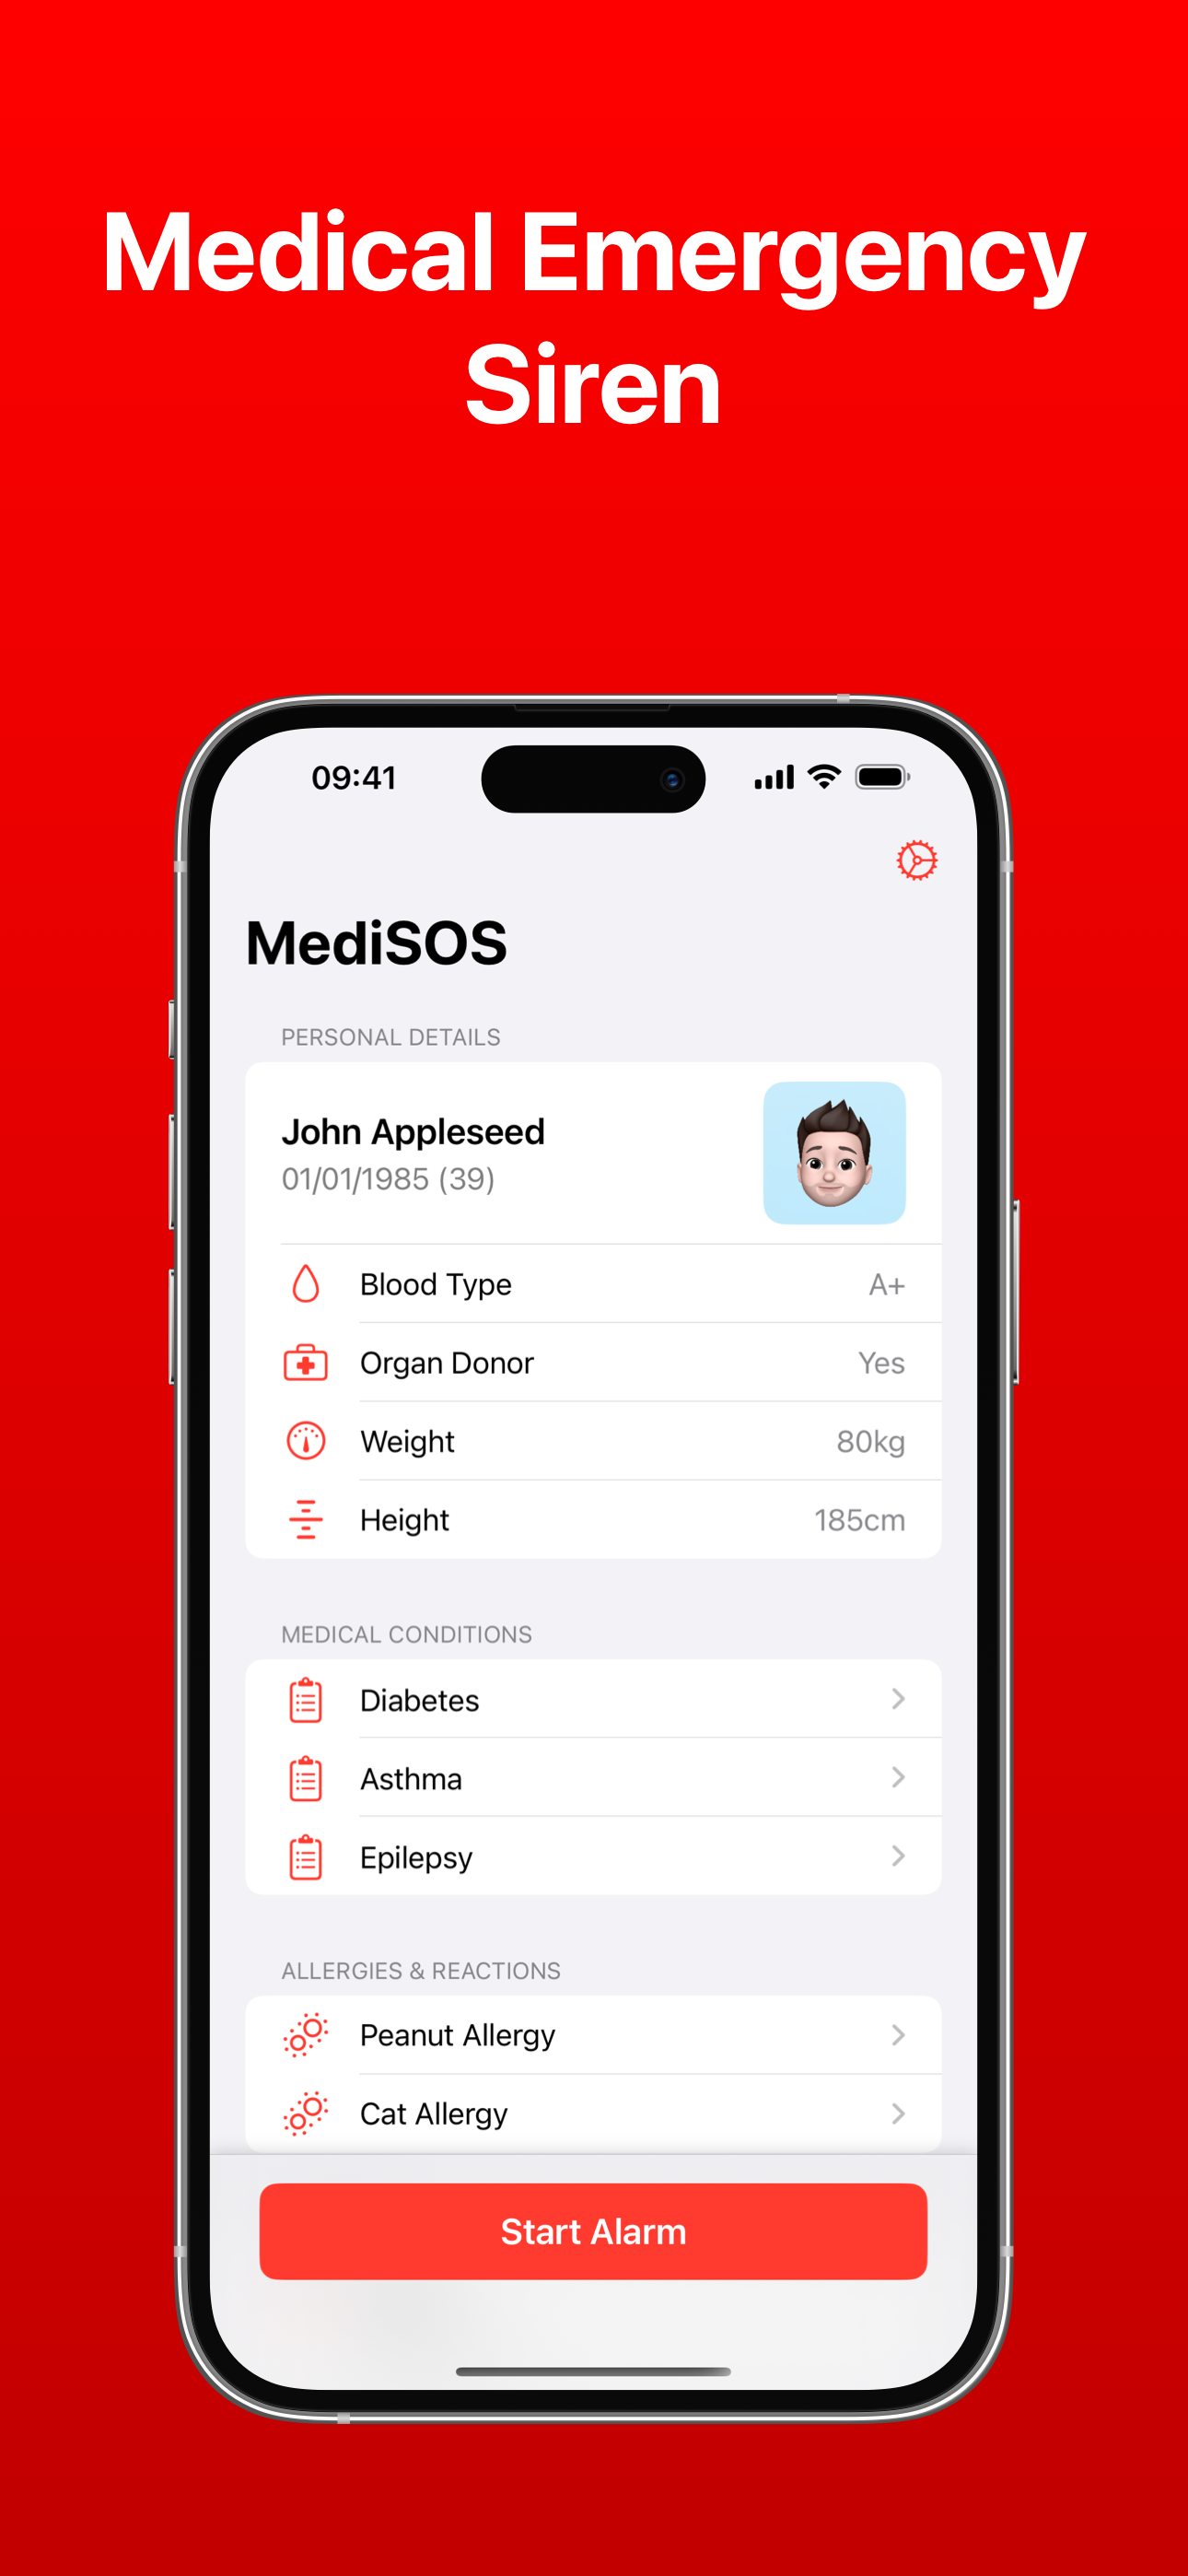 Medical Emergency
Siren
09:41
MediSOS
PERSONAL DETAILS
John Appleseed
01/01/1985 (39)
Blood Type A+
Organ Donor Yes
Weight 80kg
Height 185cm
MEDICAL CONDITIONS
Diabetes
Asthma
Epilepsy
ALLERGIES & REACTIONS
Peanut Allergy
Cat Allergy
Start Alarm